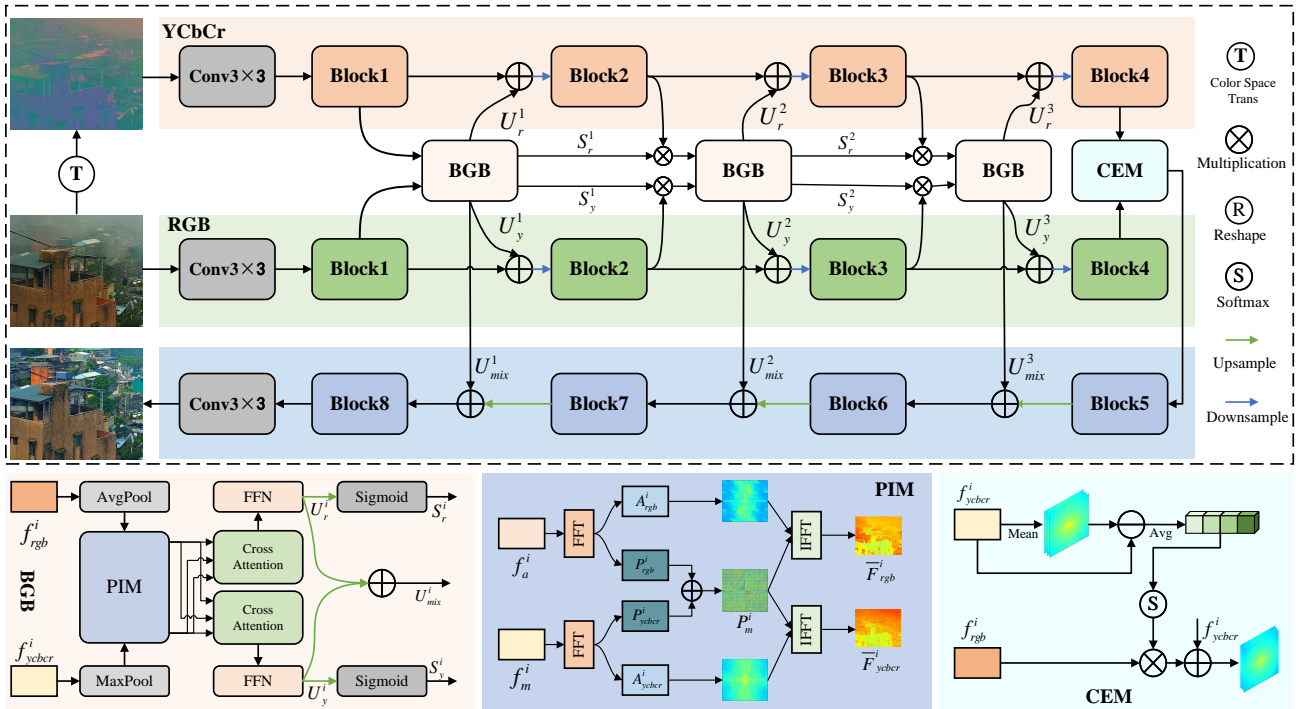 YCbCr
Conv3×3
Block1
Block2
Block3
Block4
U_r^1
U_r^2
U_r^3
T
BGB
S_r^1
S_y^1
BGB
S_r^2
S_y^2
BGB
CEM
RGB
U_y^1
U_y^2
U_y^3
Conv3×3
Block1
Block2
Block3
Block4
U_mix^1
U_mix^2
U_mix^3
Conv3×3
Block8
Block7
Block6
Block5
T
Color Space
Trans
Multiplication
R
Reshape
S
Softmax
Upsample
Downsample
BGB
f_rgb^i
AvgPool
PIM
f_ycbcr^i
MaxPool
FFN
Cross
Attention
Cross
Attention
FFN
U_r^i
Sigmoid
S_r^i
U_mix^i
U_y^i
Sigmoid
S_y^i
PIM
f_a^i
FFT
A_rgb^i
P_rgb^i
P_ycbcr^i
A_ycbcr^i
f_m^i
FFT
P_m^i
IFFT
F̅_rgb^i
IFFT
F̅_ycbcr^i
f_ycbcr^i
Mean
Avg
S
f_rgb^i
f_ycbcr^i
CEM